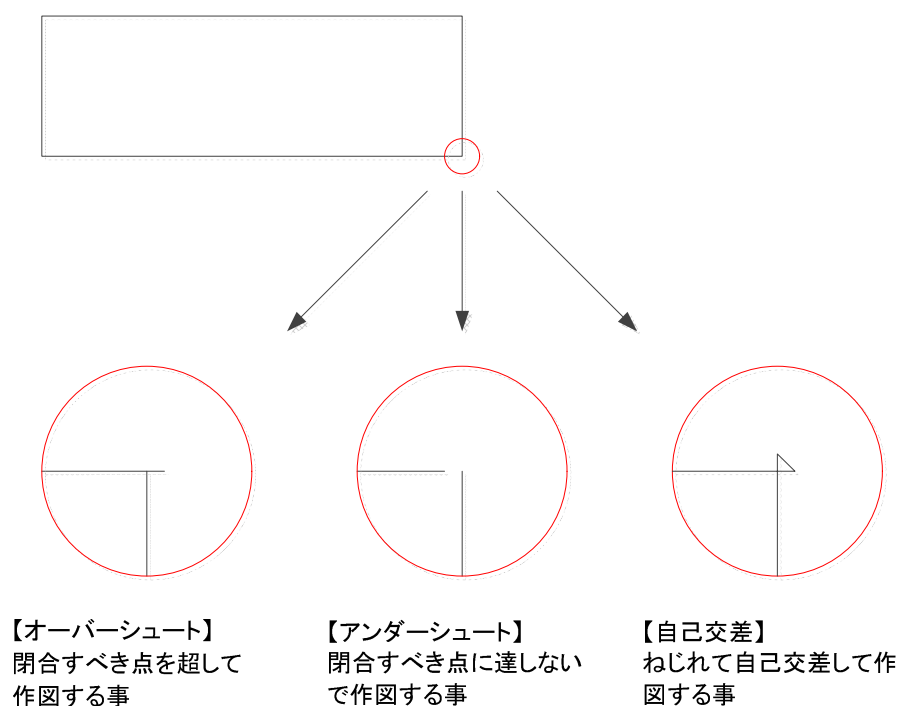 【オーバーシュート】
閉合すべき点を超して
作図する事
【アンダーシュート】
閉合すべき点に達しない
で作図する事
【自己交差】
ねじれて自己交差して作
図する事